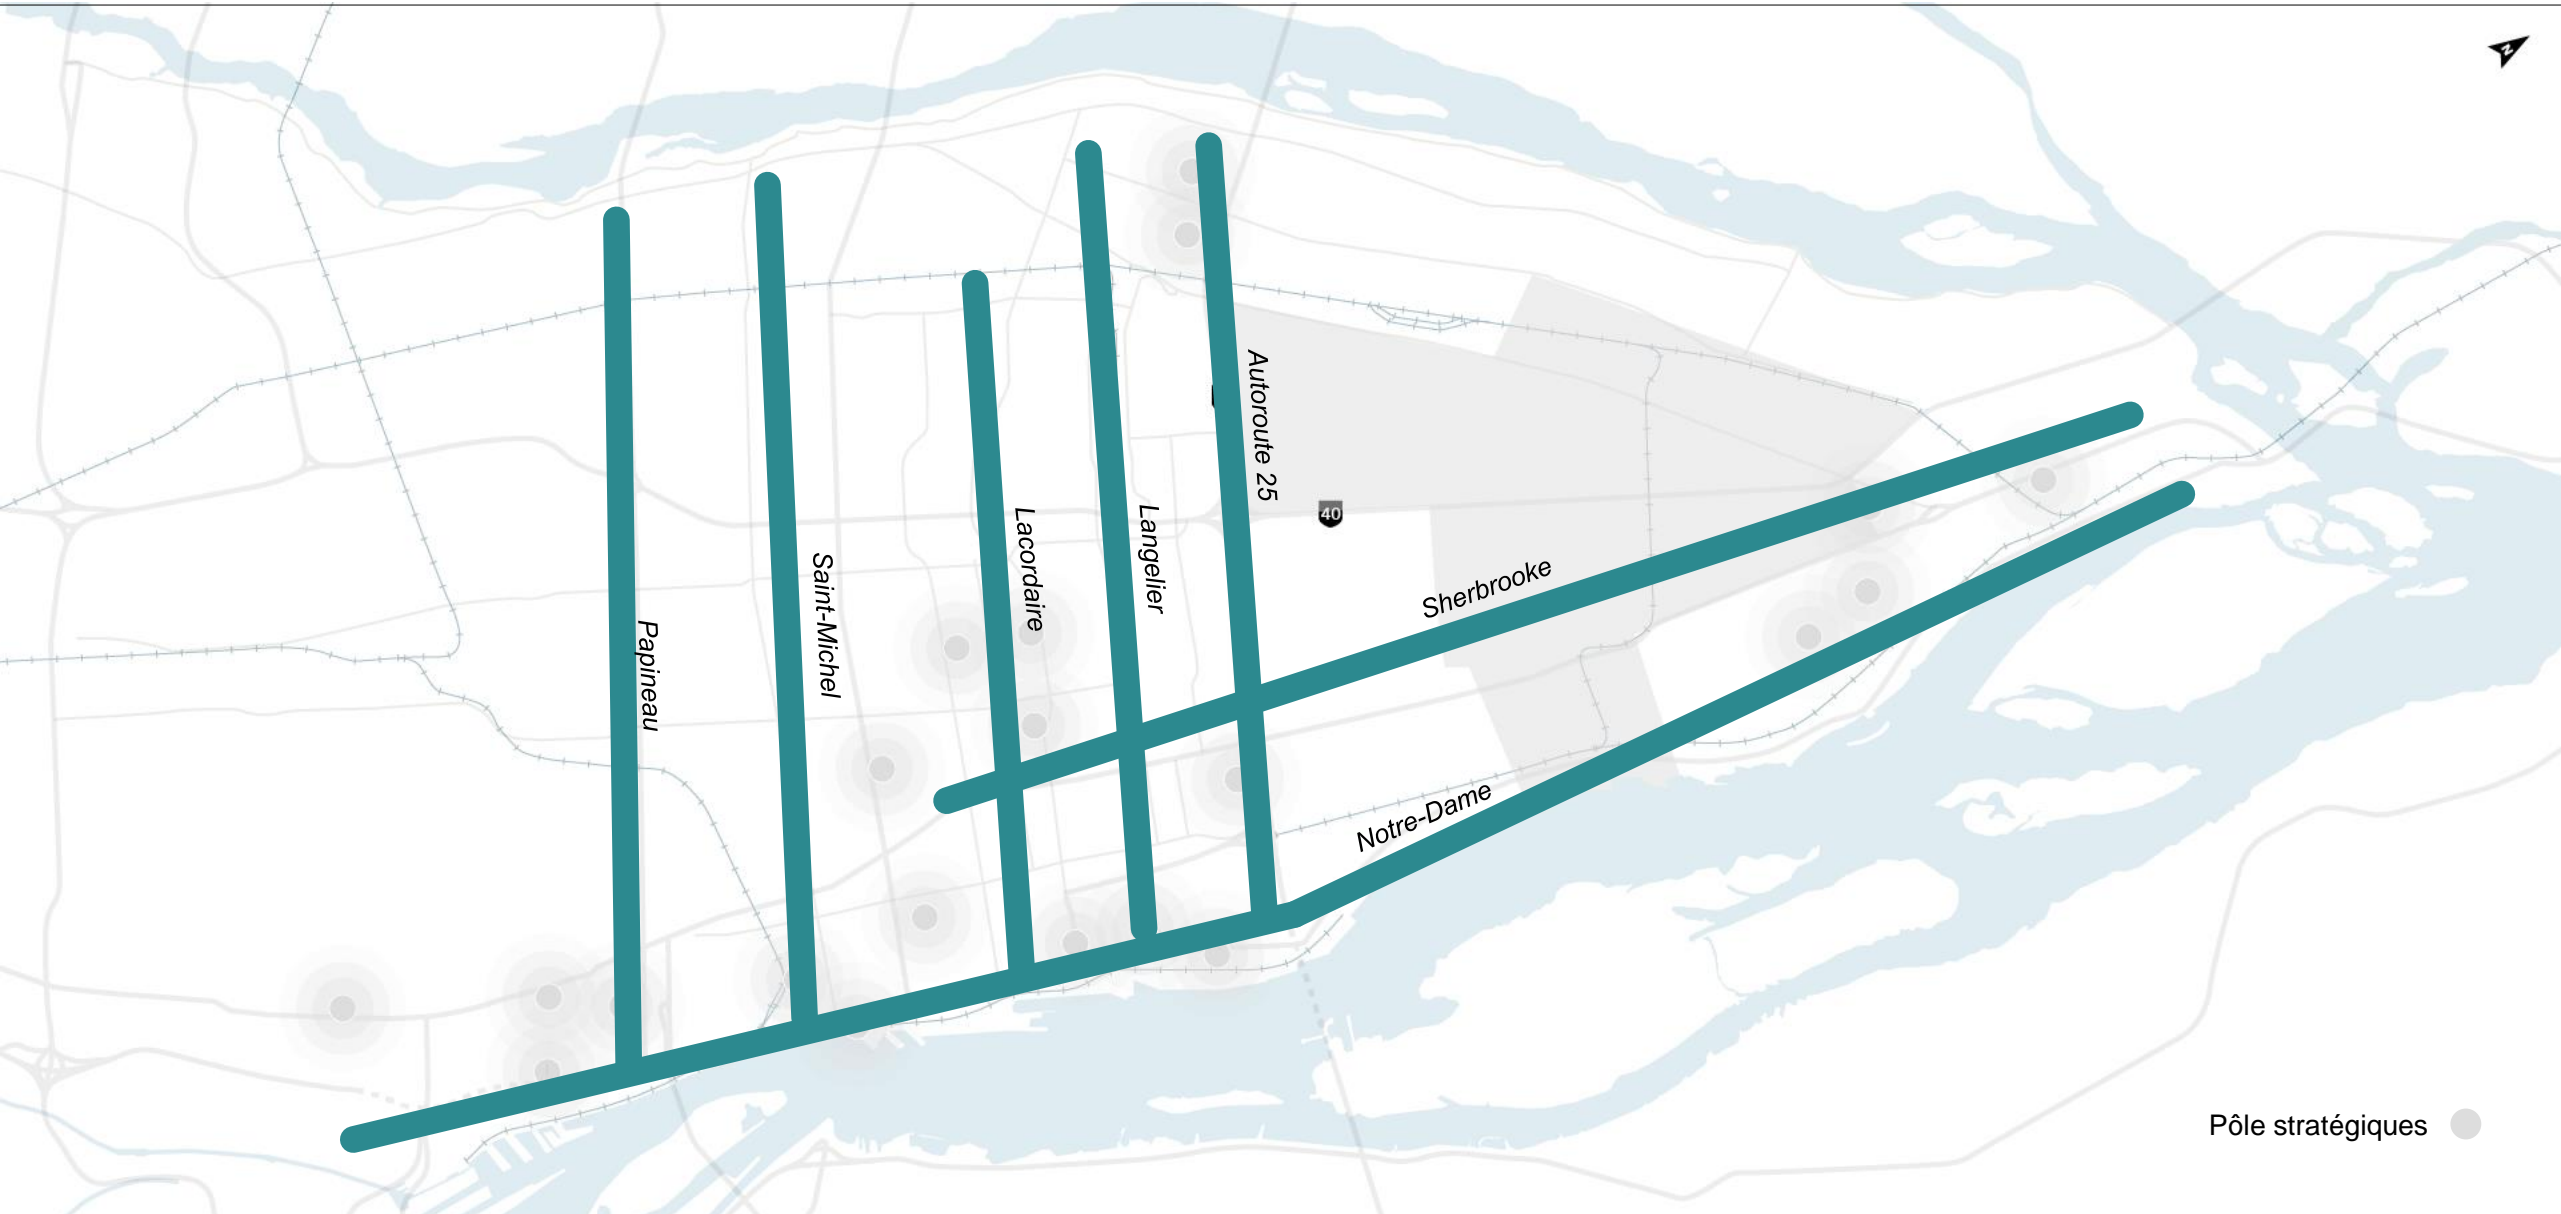 N
Autoroute 25
40
Lacordaire
Langelier
Saint-Michel
Sherbrooke
Papineau
Notre-Dame
Pôle stratégiques